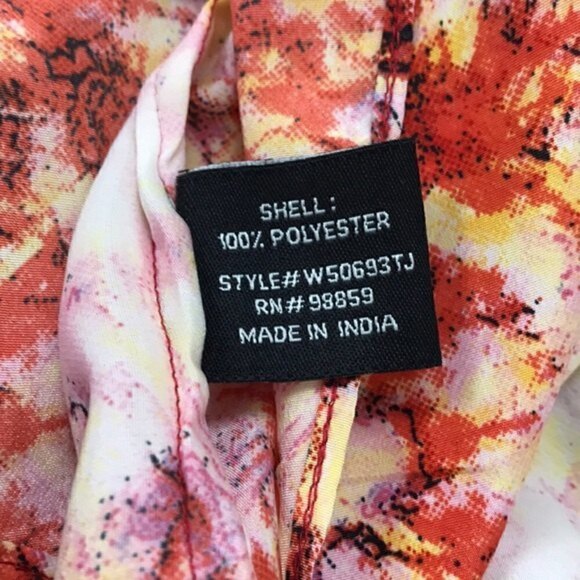 SHELL:
100% POLYESTER
STYLE# W50693TJ
RN# 98859
MADE IN INDIA